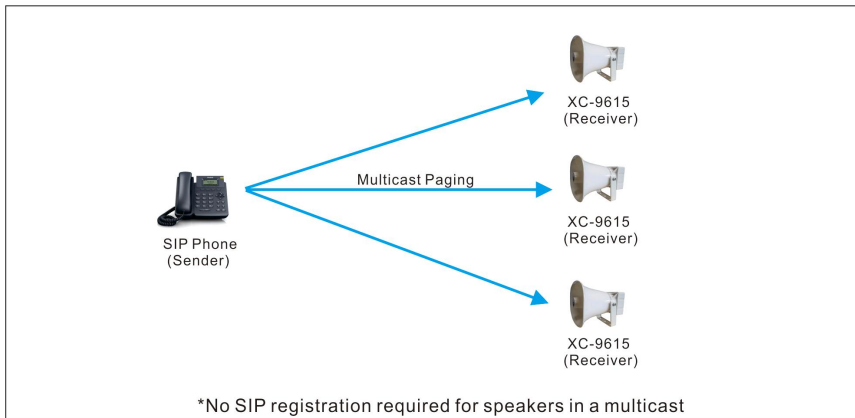 XC-9615
(Receiver)
Multicast Paging
XC-9615
(Receiver)
SIP Phone
(Sender)
XC-9615
(Receiver)
*No SIP registration required for speakers in a multicast